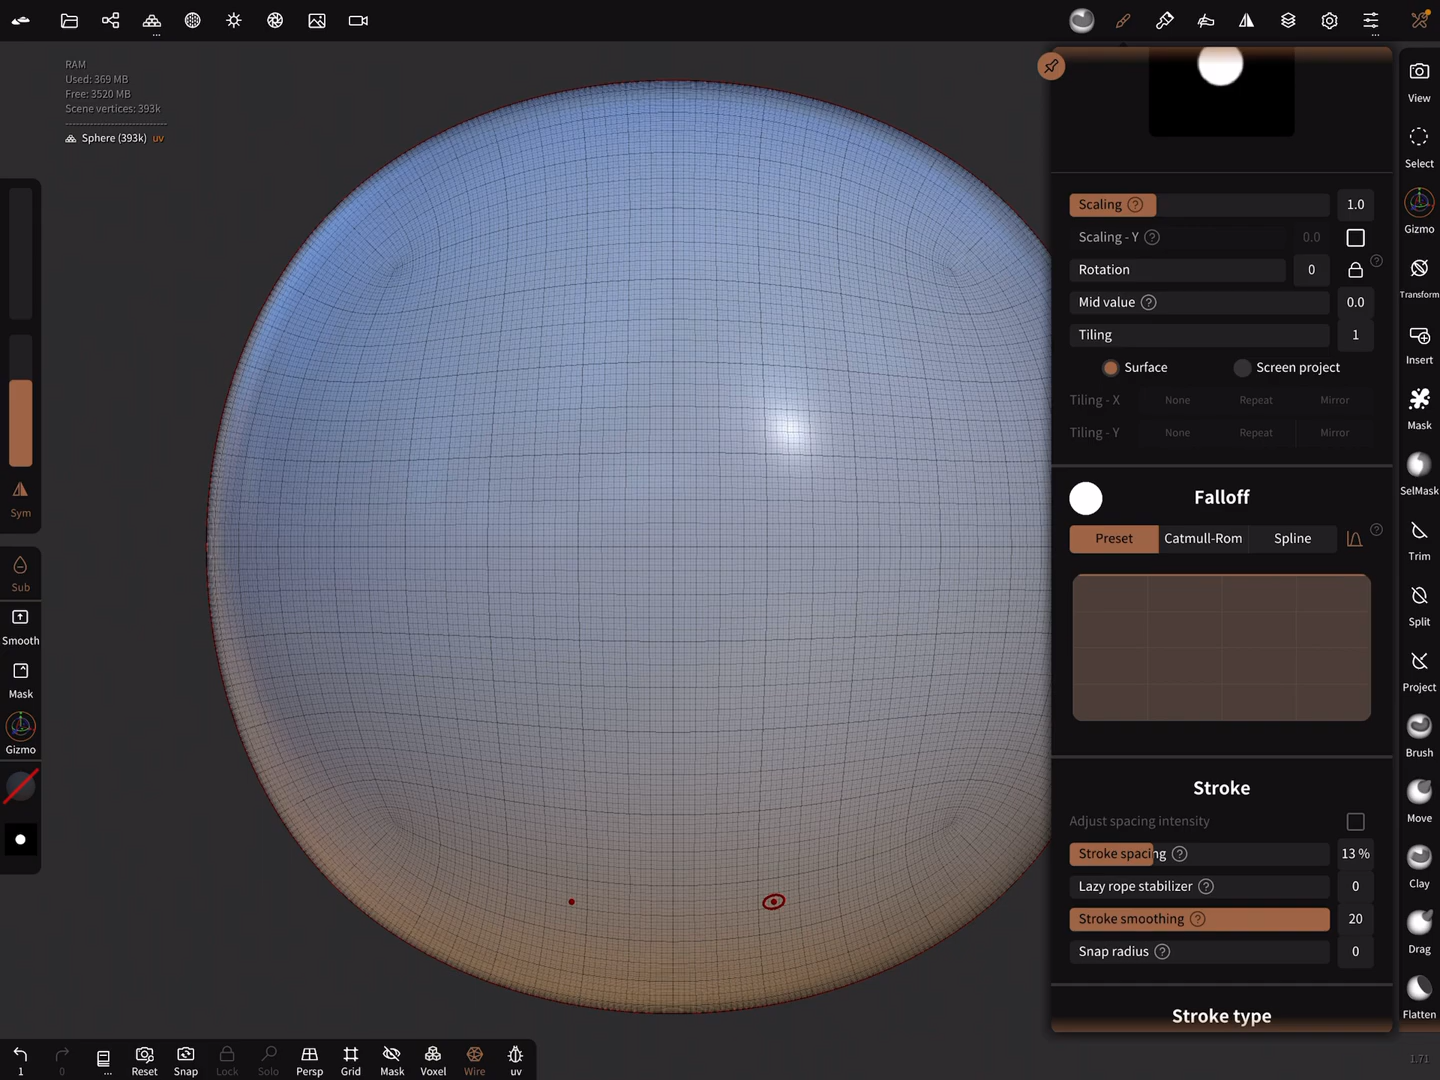 RAM
Used: 369 MB
Free: 3520 MB
Scene vertices: 393k
Sphere (393k) uv
Sym
Sub
Smooth
Mask
Gizmo
Scaling ? 1.0
Scaling - Y ? 0.0
Rotation 0 ?
Mid value ? 0.0
Tiling 1
Surface Screen project
Tiling - X None Repeat Mirror
Tiling - Y None Repeat Mirror
Falloff
Preset Catmull-Rom Spline ?
Stroke
Adjust spacing intensity
Stroke spacing ? 13 %
Lazy rope stabilizer ? 0
Stroke smoothing ? 20
Snap radius ? 0
Stroke type
View
Select
Gizmo
Transform
Insert
Mask
SelMask
Trim
Split
Project
Brush
Move
Clay
Drag
Flatten
1 0 ... Reset Snap Lock Solo Persp Grid Mask Voxel Wire uv
1.71